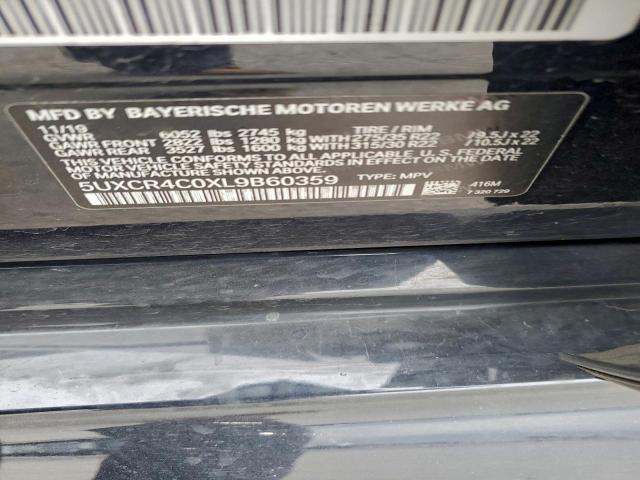 MFD BY BAYERISCHE MOTOREN WERKE AG
11/19 TIRE / RIM
GVWR 6052 lbs 2745 kg
GAWR FRONT 2822 lbs 1280 kg WITH 275/35 R22 /9.5J x 22
GAWR REAR 3527 lbs 1600 kg WITH 315/30 R22 /10.5J x 22
THIS VEHICLE CONFORMS TO ALL APPLICABLE U.S. FEDERAL
MOTOR VEHICLE SAFETY STANDARDS IN EFFECT ON THE
DATE OF MANUFACTURE SHOWN ABOVE.
5UXCR4C0XL9B60359 TYPE: MPV 416M
7 320 729